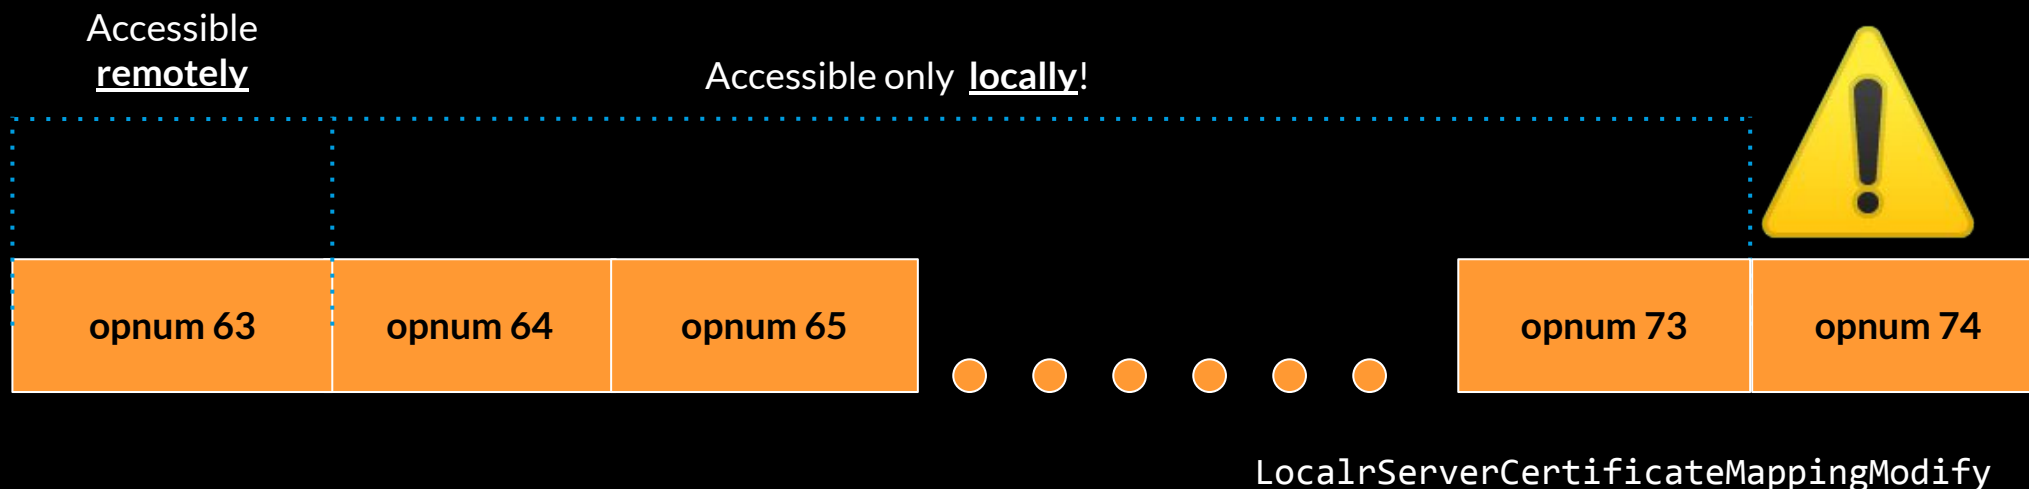 Accessible
remotely
Accessible only locally!
opnum 63
opnum 64
opnum 65
opnum 73
opnum 74
LocalrServerCertificateMappingModify